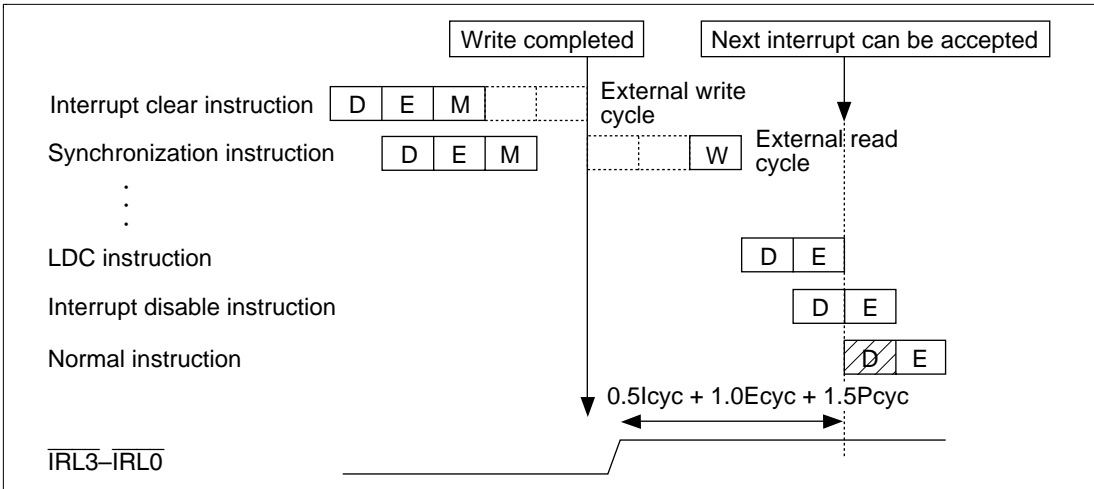 Write completed
Next interrupt can be accepted
Interrupt clear instruction
D E M
External write
cycle
Synchronization instruction
D E M
W
External read
cycle
LDC instruction
D E
Interrupt disable instruction
D E
Normal instruction
D E
0.5Icyc + 1.0Ecyc + 1.5Pcyc
IRL3–IRL0